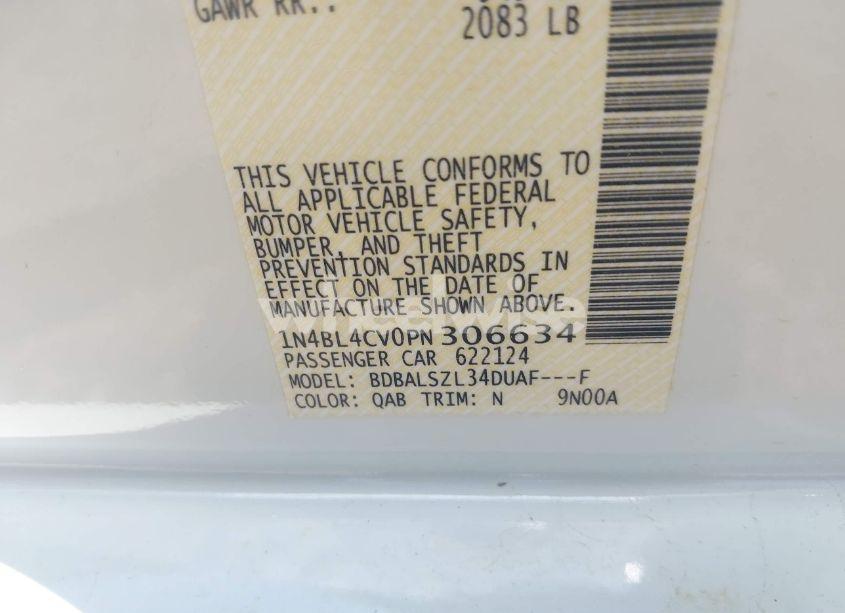 GAWR RR..
2083 LB
THIS VEHICLE CONFORMS TO
ALL APPLICABLE FEDERAL
MOTOR VEHICLE SAFETY,
BUMPER, AND THEFT
PREVENTION STANDARDS IN
EFFECT ON THE DATE OF
MANUFACTURE SHOWN ABOVE.
1N4BL4CV0PN306634
PASSENGER CAR 622124
MODEL: BDBALSZL34DUAF---F
COLOR: QAB TRIM: N 9N00A